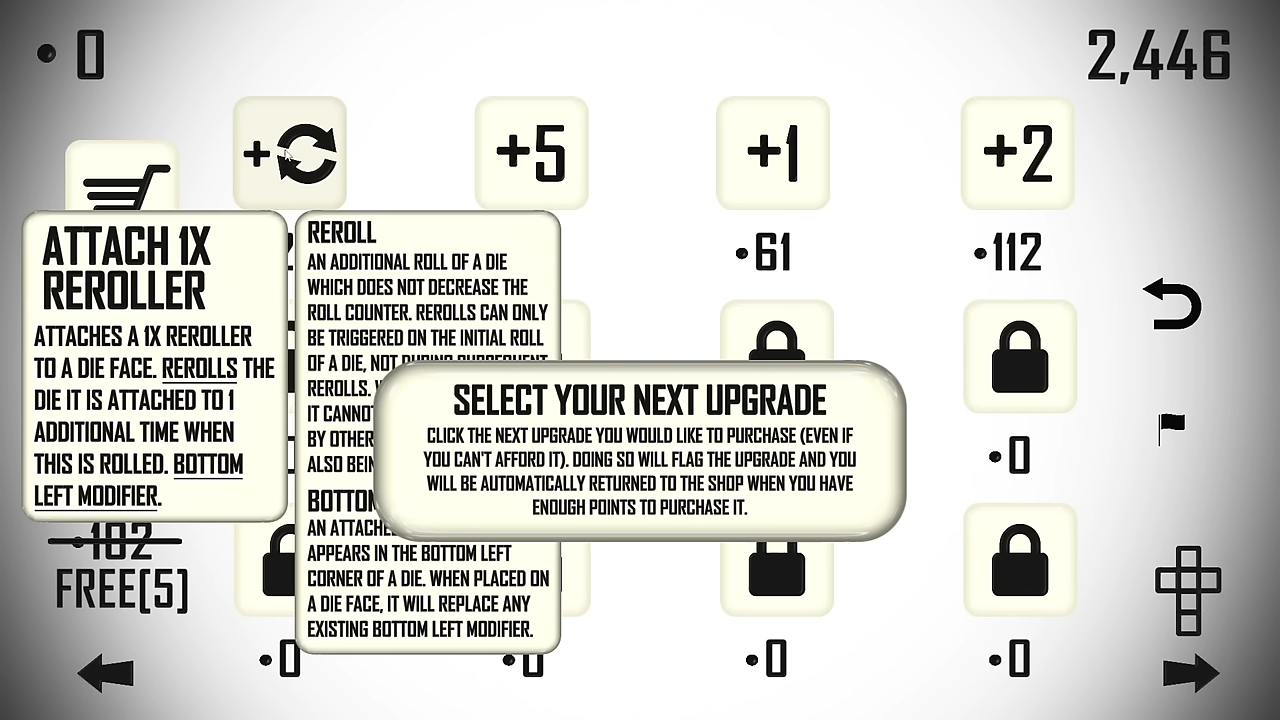 0
2,446
+
+5
+1
+2
61
112
ATTACH 1X
REROLLER
ATTACHES A 1X REROLLER
TO A DIE FACE. REROLLS THE
DIE IT IS ATTACHED TO 1
ADDITIONAL TIME WHEN
THIS IS ROLLED. BOTTOM
LEFT MODIFIER.
REROLL
AN ADDITIONAL ROLL OF A DIE
WHICH DOES NOT DECREASE THE
ROLL COUNTER. REROLLS CAN ONLY
BE TRIGGERED ON THE INITIAL ROLL
OF A DIE, NOT DURING SUBSEQUENT
REROLLS.
IT CANNOT
BY OTHER
ALSO BEIN
BOTTOM
AN ATTACHE
APPEARS IN THE BOTTOM LEFT
CORNER OF A DIE. WHEN PLACED ON
A DIE FACE, IT WILL REPLACE ANY
EXISTING BOTTOM LEFT MODIFIER.
SELECT YOUR NEXT UPGRADE
CLICK THE NEXT UPGRADE YOU WOULD LIKE TO PURCHASE (EVEN IF
YOU CAN'T AFFORD IT). DOING SO WILL FLAG THE UPGRADE AND YOU
WILL BE AUTOMATICALLY RETURNED TO THE SHOP WHEN YOU HAVE
ENOUGH POINTS TO PURCHASE IT.
0
102
FREE[5]
0
0
0
0